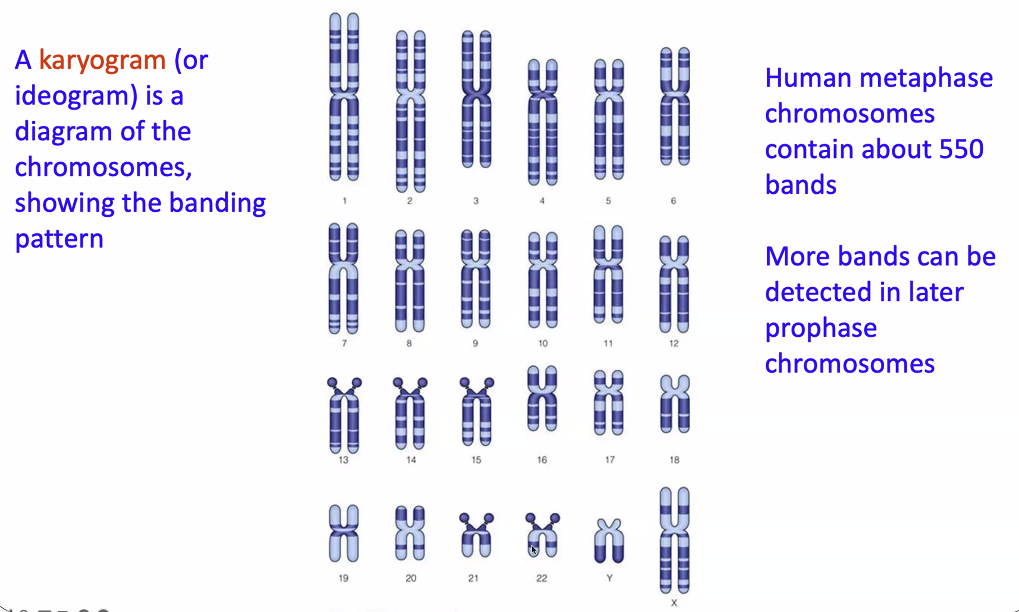 A karyogram (or
ideogram) is a
diagram of the
chromosomes,
showing the banding
pattern
Human metaphase
chromosomes
contain about 550
bands
More bands can be
detected in later
prophase
chromosomes
1 2 3 4 5 6
7 8 9 10 11 12
13 14 15 16 17 18
19 20 21 22 Y X